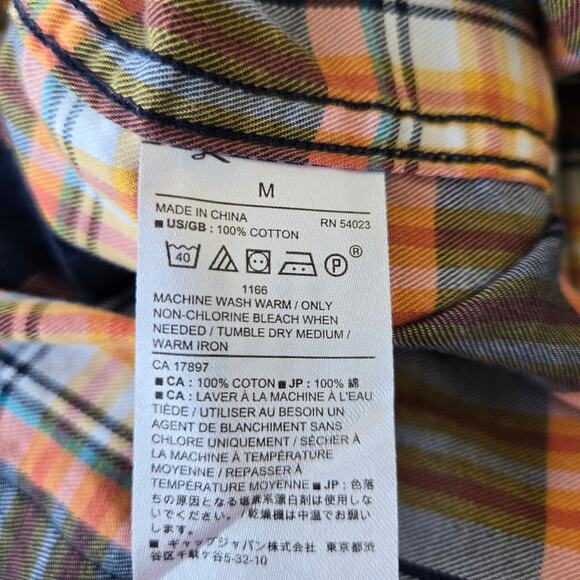 M
MADE IN CHINA RN 54023
■ US/GB : 100% COTTON
40 P ®
1166
MACHINE WASH WARM / ONLY
NON-CHLORINE BLEACH WHEN
NEEDED / TUMBLE DRY MEDIUM /
WARM IRON
CA 17897
■ CA : 100% COTON ■ JP : 100% 綿
■ CA : LAVER À LA MACHINE À L'EAU
TIÈDE / UTILISER AU BESOIN UN
AGENT DE BLANCHIMENT SANS
CHLORE UNIQUEMENT / SÉCHER À
LA MACHINE À TEMPÉRATURE
MOYENNE / REPASSER À
TEMPÉRATURE MOYENNE ■ JP : 色落
ちの原因となる塩素系漂白剤は使用しな
いでください。/乾燥機は中温でお願い
します。
■ ギャップジャパン株式会社 東京都渋
谷区千駄ヶ谷5-32-10